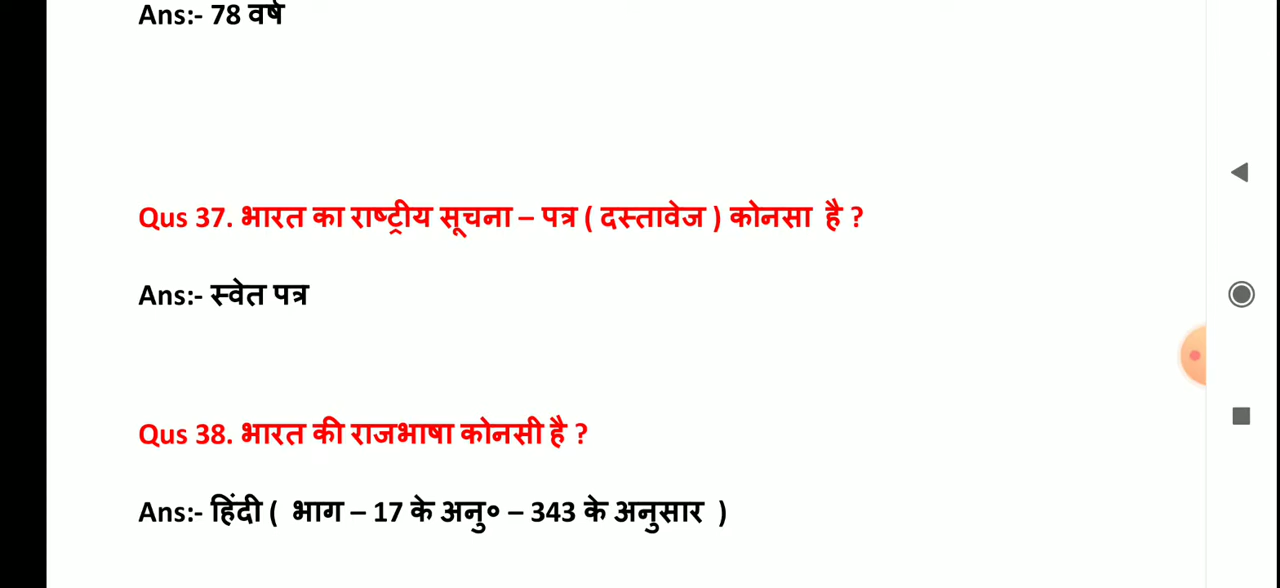 Ans:- 78 वर्ष
Qus 37. भारत का राष्ट्रीय सूचना – पत्र ( दस्तावेज ) कोनसा है ?
Ans:- स्वेत पत्र
Qus 38. भारत की राजभाषा कोनसी है ?
Ans:- हिंदी ( भाग – 17 के अनु० – 343 के अनुसार )